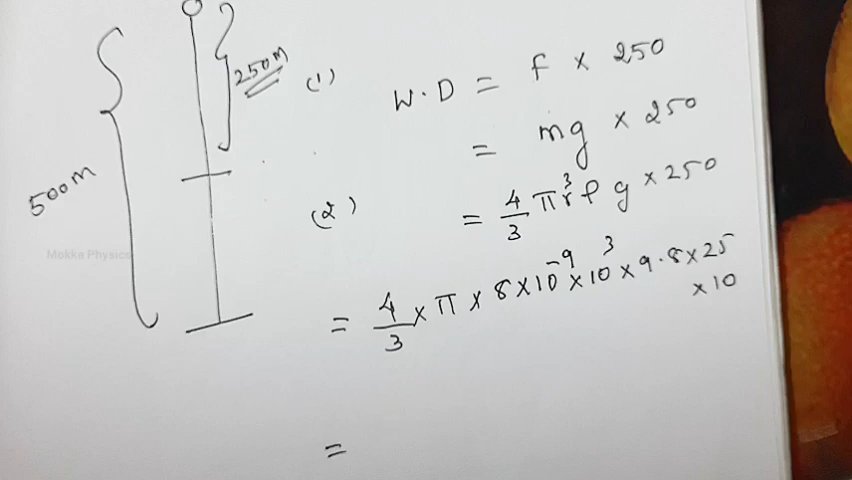 250m
500m
(1) W.D = F × 250
= mg × 250
(2) = 4/3 πr³ρg × 250
= 4/3 × π × 8 × 10⁻⁹ × 10³ × 9.8 × 25
× 10
=
Mokka Physics